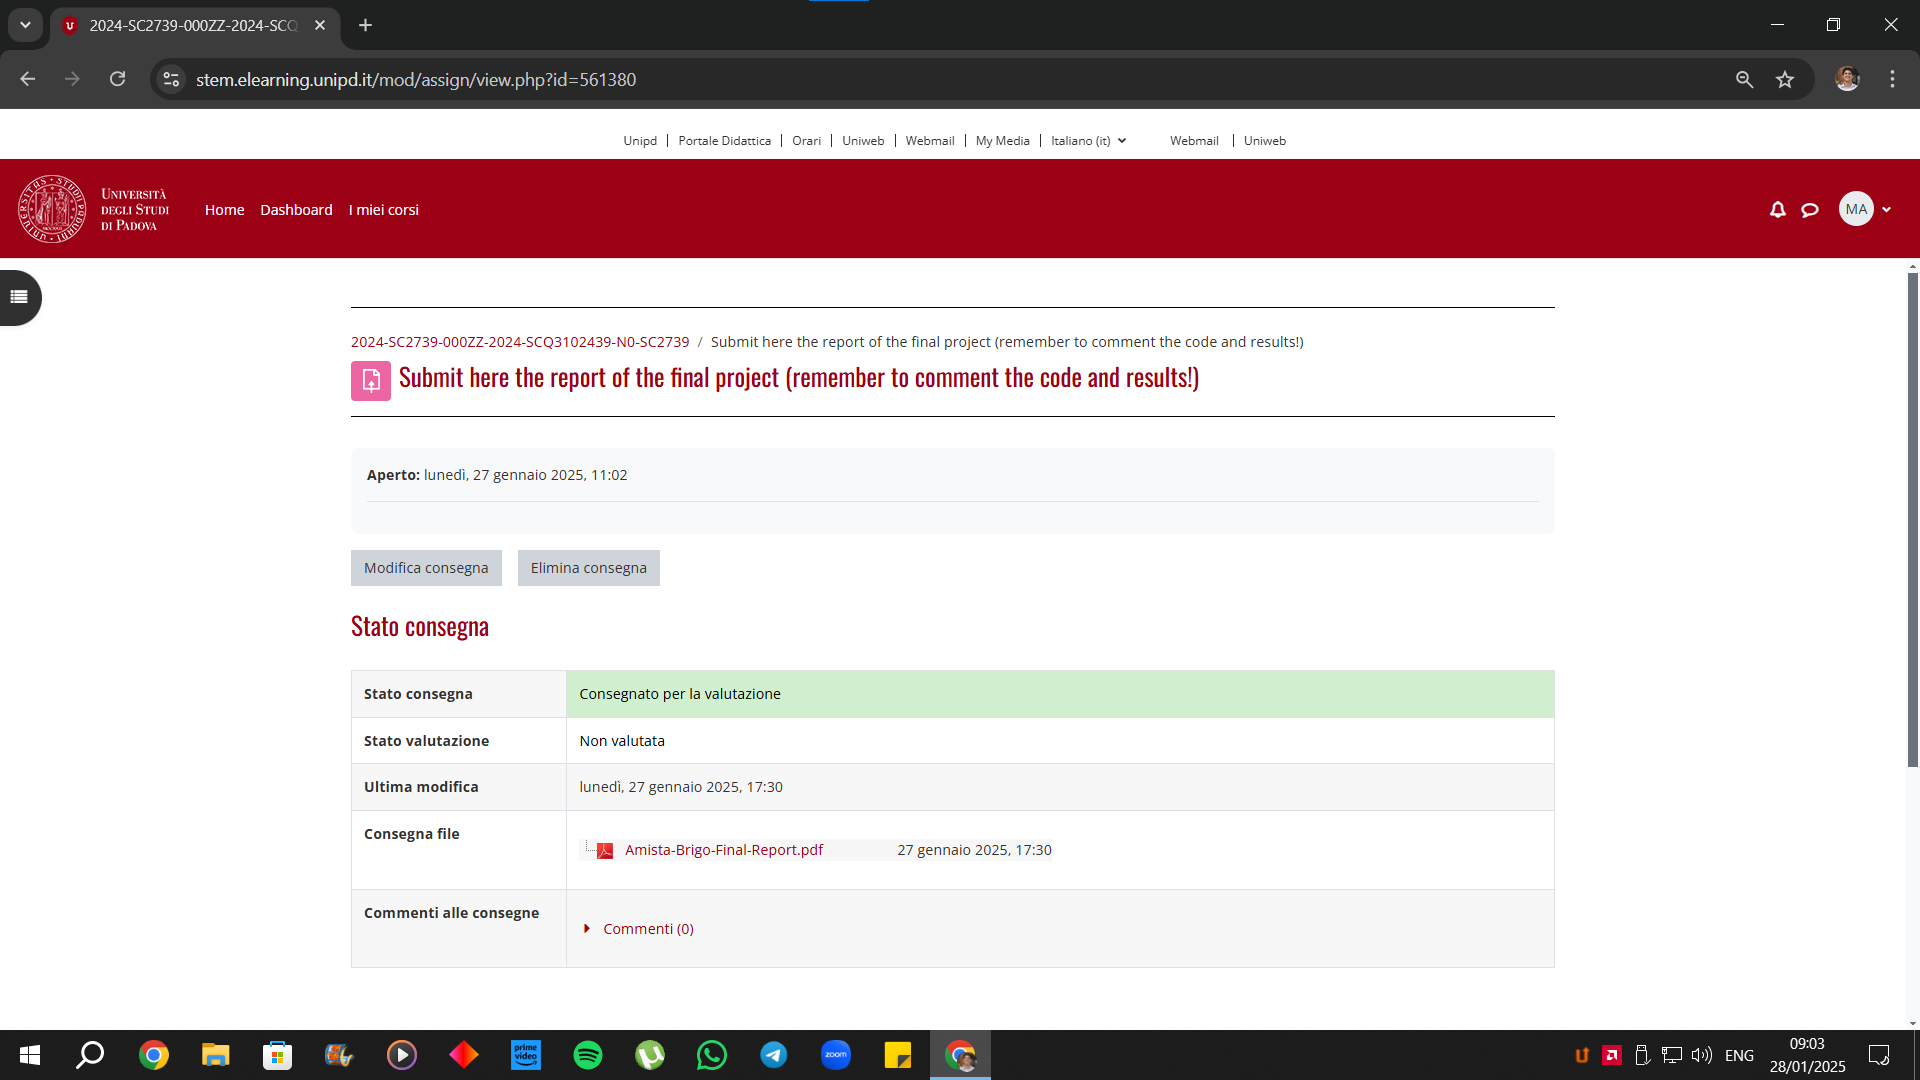 2024-SC2739-000ZZ-2024-SCQ
stem.elearning.unipd.it/mod/assign/view.php?id=561380
Unipd Portale Didattica Orari Uniweb Webmail My Media Italiano (it) Webmail Uniweb
UNIVERSITÀ
DEGLI STUDI
DI PADOVA
Home Dashboard I miei corsi
MA
2024-SC2739-000ZZ-2024-SCQ3102439-N0-SC2739 / Submit here the report of the final project (remember to comment the code and results!)
Submit here the report of the final project (remember to comment the code and results!)
Aperto: lunedì, 27 gennaio 2025, 11:02
Modifica consegna Elimina consegna
Stato consegna
Stato consegna Consegnato per la valutazione
Stato valutazione Non valutata
Ultima modifica lunedì, 27 gennaio 2025, 17:30
Consegna file
Amista-Brigo-Final-Report.pdf 27 gennaio 2025, 17:30
Commenti alle consegne
Commenti (0)
prime video
zoom
ENG
09:03
28/01/2025